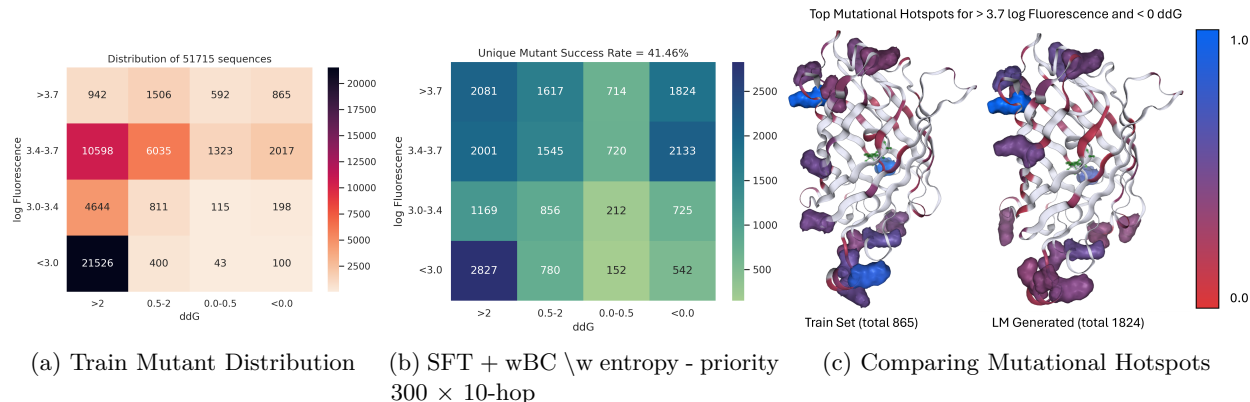 Distribution of 51715 sequences
log Fluorescence
>3.7 942 1506 592 865
3.4-3.7 10598 6035 1323 2017
3.0-3.4 4644 811 115 198
<3.0 21526 400 43 100
>2 0.5-2 0.0-0.5 <0.0
ddG
20000
17500
15000
12500
10000
7500
5000
2500
(a) Train Mutant Distribution
Unique Mutant Success Rate = 41.46%
log Fluorescence
>3.7 2081 1617 714 1824
3.4-3.7 2001 1545 720 2133
3.0-3.4 1169 856 212 725
<3.0 2827 780 152 542
>2 0.5-2 0.0-0.5 <0.0
ddG
2500
2000
1500
1000
500
(b) SFT + wBC \w entropy - priority
300 × 10-hop
Top Mutational Hotspots for > 3.7 log Fluorescence and < 0 ddG
1.0
0.0
Train Set (total 865)
LM Generated (total 1824)
(c) Comparing Mutational Hotspots